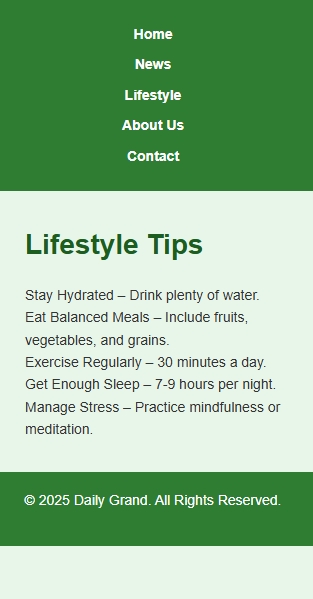 Home
News
Lifestyle
About Us
Contact
Lifestyle Tips
Stay Hydrated – Drink plenty of water.
Eat Balanced Meals – Include fruits,
vegetables, and grains.
Exercise Regularly – 30 minutes a day.
Get Enough Sleep – 7-9 hours per night.
Manage Stress – Practice mindfulness or
meditation.
© 2025 Daily Grand. All Rights Reserved.